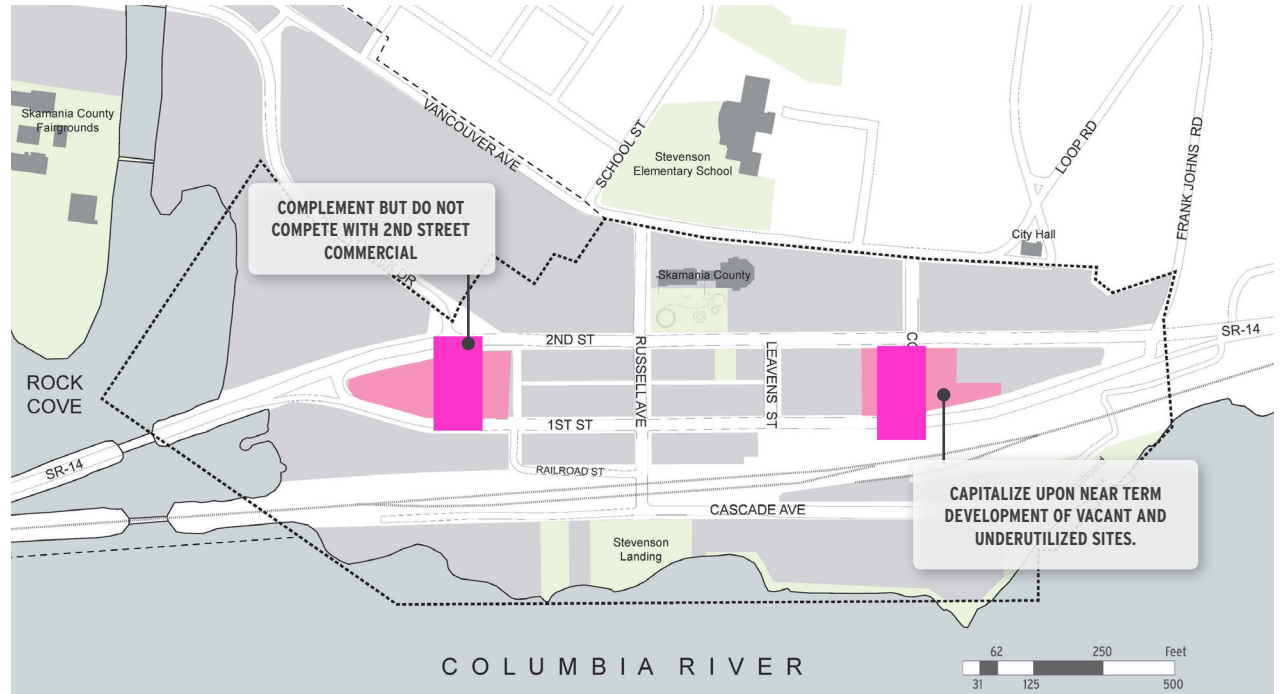 Skamania County
Fairgrounds
VANCOUVER AVE
SCHOOL ST
Stevenson
Elementary School
LOOP RD
FRANK JOHNS RD
City Hall
COMPLEMENT BUT DO NOT
COMPETE WITH 2ND STREET
COMMERCIAL
DR
Skamania County
SR-14
2ND ST
RUSSELL AVE
LEAVENS ST
CO
ROCK
COVE
1ST ST
SR-14
RAILROAD ST
CASCADE AVE
CAPITALIZE UPON NEAR TERM
DEVELOPMENT OF VACANT AND
UNDERUTILIZED SITES.
Stevenson
Landing
COLUMBIA RIVER
62 250 Feet
31 125 500